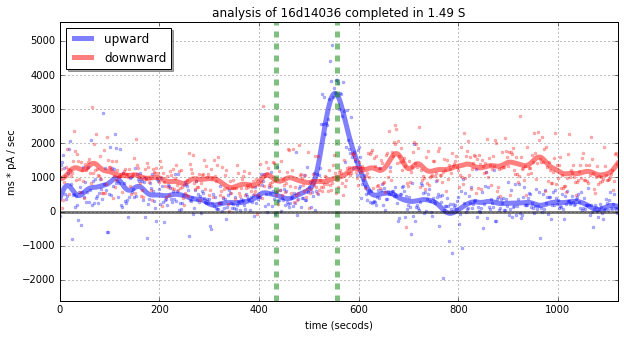 analysis of 16d14036 completed in 1.49 S
upward
downward
ms * pA / sec
5000
4000
3000
2000
1000
0
−1000
−2000
0 200 400 600 800 1000
time (secods)